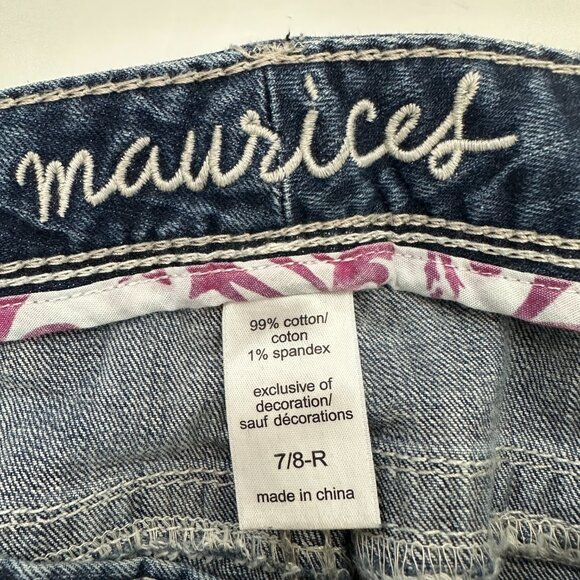 maurices
99% cotton/
coton
1% spandex
exclusive of
decoration/
sauf décorations
7/8-R
made in china